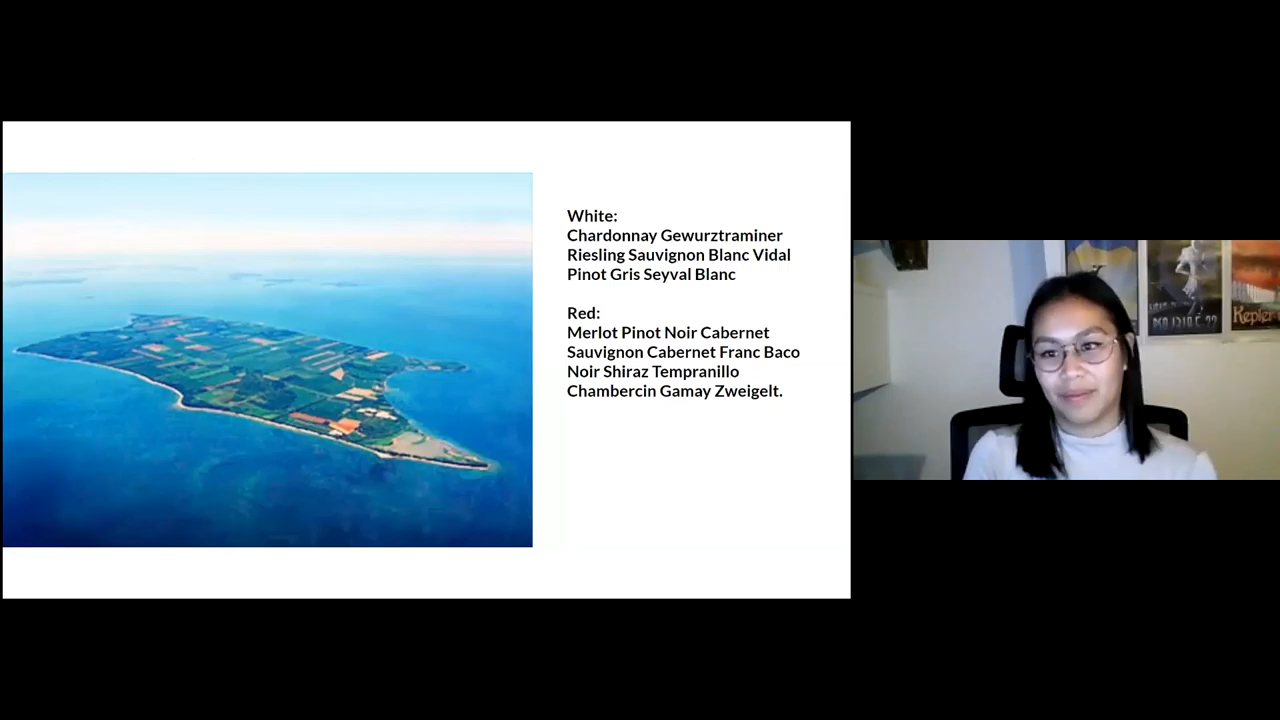 White:
Chardonnay Gewurztraminer
Riesling Sauvignon Blanc Vidal
Pinot Gris Seyval Blanc
Red:
Merlot Pinot Noir Cabernet
Sauvignon Cabernet Franc Baco
Noir Shiraz Tempranillo
Chambercin Gamay Zweigelt.
Kepler